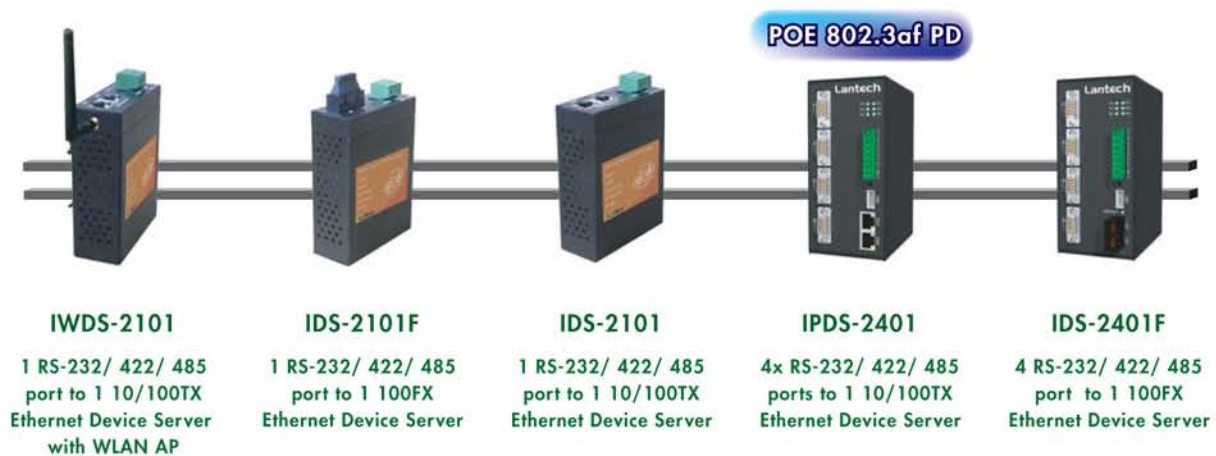 POE 802.3af PD
Lantech
Lantech
IWDS-2101
1 RS-232/ 422/ 485
port to 1 10/100TX
Ethernet Device Server
with WLAN AP
IDS-2101F
1 RS-232/ 422/ 485
port to 1 100FX
Ethernet Device Server
IDS-2101
1 RS-232/ 422/ 485
port to 1 10/100TX
Ethernet Device Server
IPDS-2401
4x RS-232/ 422/ 485
ports to 1 10/100TX
Ethernet Device Server
IDS-2401F
4 RS-232/ 422/ 485
port to 1 100FX
Ethernet Device Server